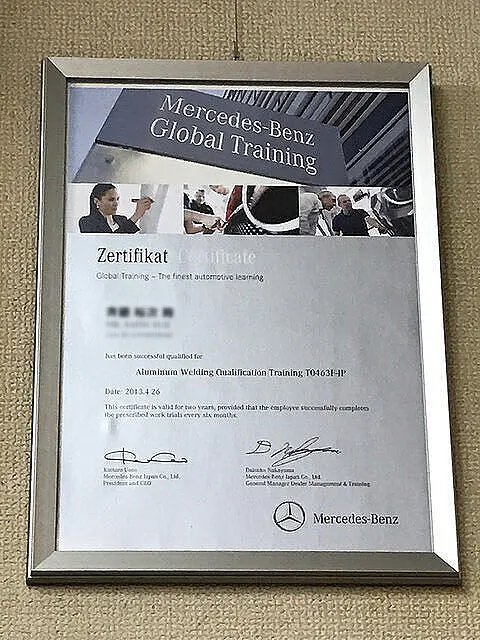 Mercedes-Benz
Global Training
Zertifikat Certificate
Global Training – The finest automotive learning
has been successful qualified for
Aluminum Welding Qualification Training T0463F-JP
Date: 2013.4 26
This certificate is valid for two years, provided that the employee successfully completes
the prescribed work trials every six months.
Kintaro Ueno
Mercedes-Benz Japan Co., Ltd.
President and CEO
Daisuke Nakayama
Mercedes-Benz Japan Co., Ltd.
General Manager Dealer Management & Training
Mercedes-Benz